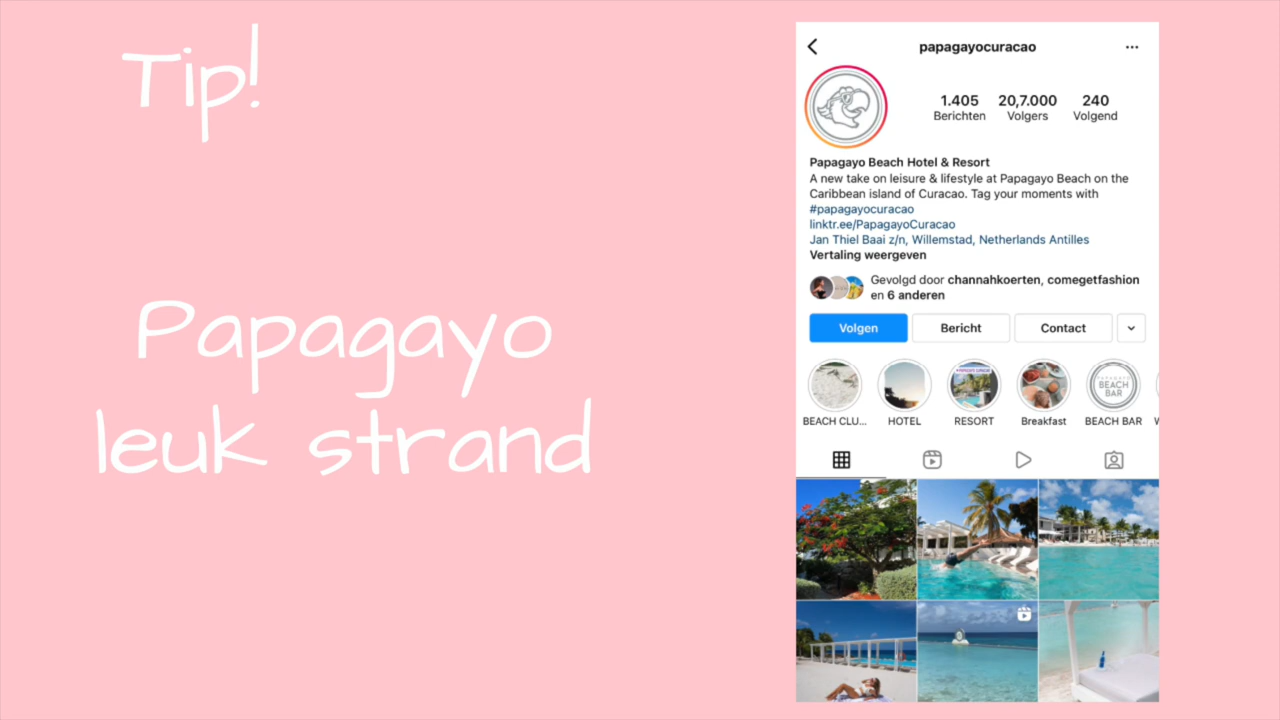 Tip!
Papagayo
leuk strand
papagayocuracao
1.405 20,7.000 240
Berichten Volgers Volgend
Papagayo Beach Hotel & Resort
A new take on leisure & lifestyle at Papagayo Beach on the
Caribbean island of Curacao. Tag your moments with
#papagayocuracao
linktr.ee/PapagayoCuracao
Jan Thiel Baai z/n, Willemstad, Netherlands Antilles
Vertaling weergeven
Gevolgd door channahkoerten, comegetfashion
en 6 anderen
Volgen Bericht Contact
PAPAGAYO
BEACH
BAR
BEACH CLU... HOTEL RESORT Breakfast BEACH BAR